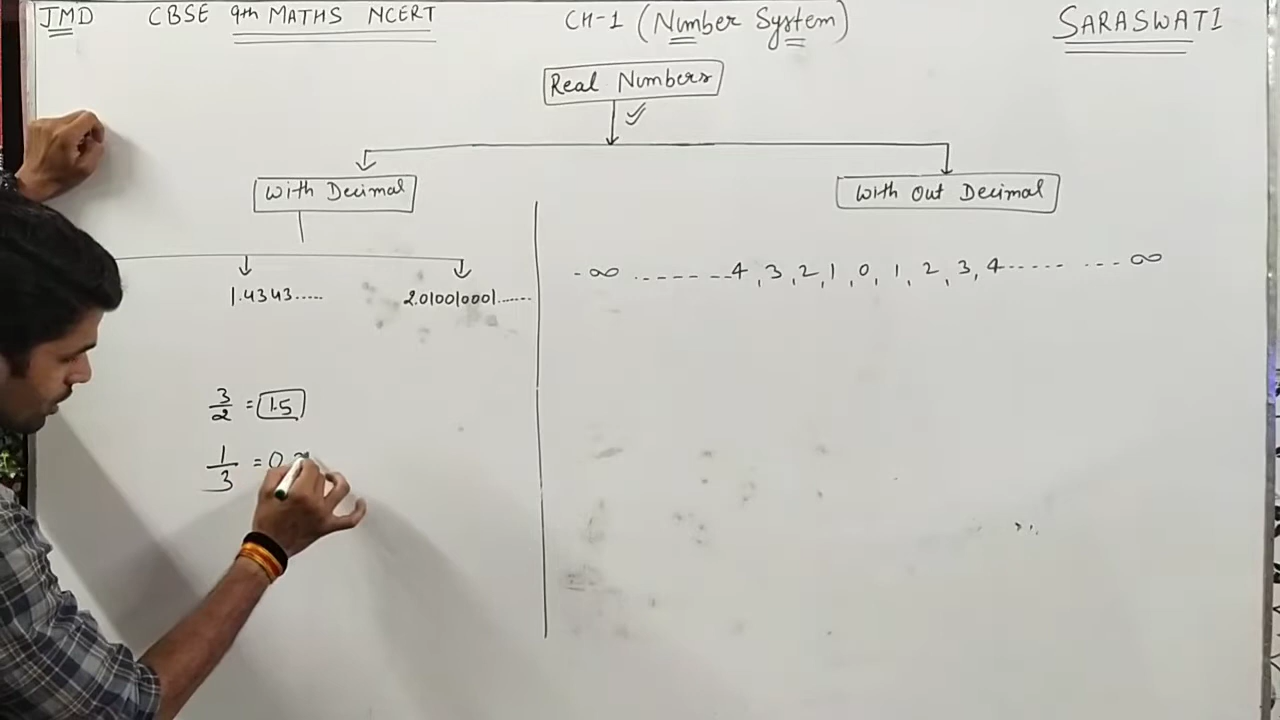 JMD CBSE 9th MATHS NCERT CH-1 (Number System) SARASWATI
Real Numbers
With Decimal With Out Decimal
-∞ ....... 4, 3, 2, 1, 0, 1, 2, 3, 4 ........ ∞
1.4343..... 2.010010001.......
3/2 = 1.5
1/3 = 0.